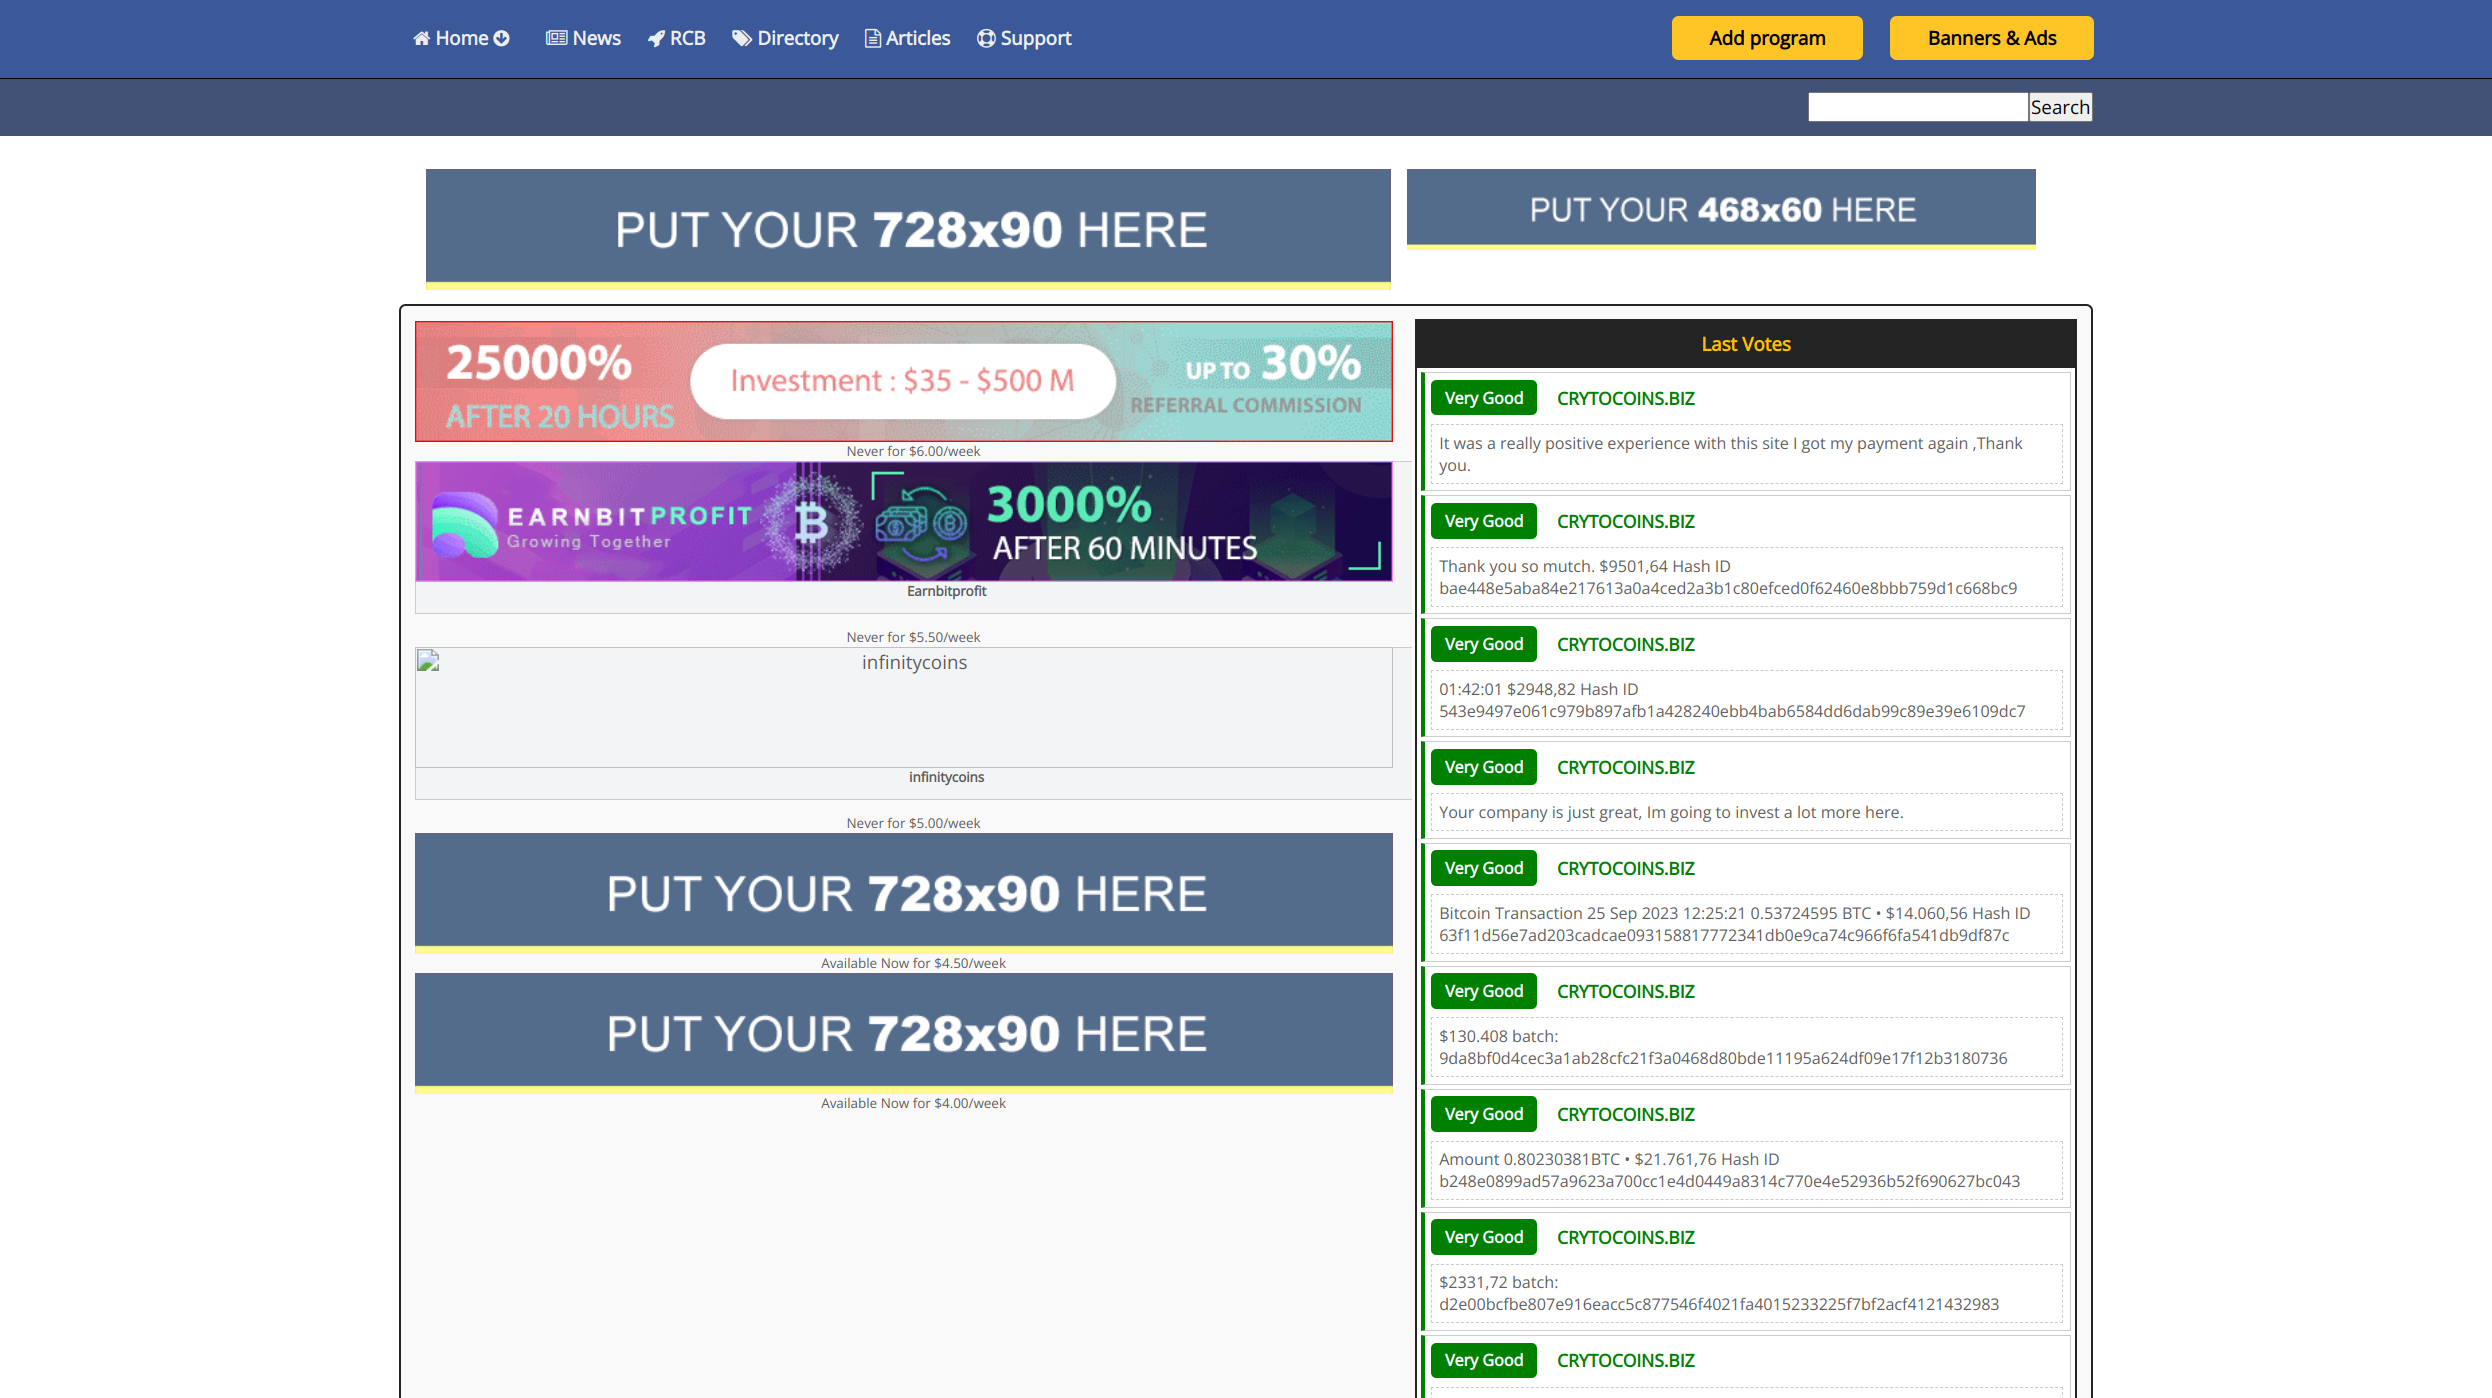 Home News RCB Directory Articles Support Add program Banners & Ads
Search
PUT YOUR 728x90 HERE
PUT YOUR 468x60 HERE
25000%
AFTER 20 HOURS
Investment : $35 - $500 M
UP TO 30%
REFERRAL COMMISSION
Never for $6.00/week
EARNBITPROFIT
Growing Together
3000%
AFTER 60 MINUTES
Earnbitprofit
Never for $5.50/week
infinitycoins
infinitycoins
Never for $5.00/week
PUT YOUR 728x90 HERE
Available Now for $4.50/week
PUT YOUR 728x90 HERE
Available Now for $4.00/week
Last Votes
Very Good CRYTOCOINS.BIZ
It was a really positive experience with this site I got my payment again ,Thank
you.
Very Good CRYTOCOINS.BIZ
Thank you so mutch. $9501,64 Hash ID
bae448e5aba84e217613a0a4ced2a3b1c80efced0f62460e8bbb759d1c668bc9
Very Good CRYTOCOINS.BIZ
01:42:01 $2948,82 Hash ID
543e9497e061c979b897afb1a428240ebb4bab6584dd6dab99c89e39e6109dc7
Very Good CRYTOCOINS.BIZ
Your company is just great, Im going to invest a lot more here.
Very Good CRYTOCOINS.BIZ
Bitcoin Transaction 25 Sep 2023 12:25:21 0.53724595 BTC • $14.060,56 Hash ID
63f11d56e7ad203cadcae093158817772341db0e9ca74c966f6fa541db9df87c
Very Good CRYTOCOINS.BIZ
$130.408 batch:
9da8bf0d4cec3a1ab28cfc21f3a0468d80bde11195a624df09e17f12b3180736
Very Good CRYTOCOINS.BIZ
Amount 0.80230381BTC • $21.761,76 Hash ID
b248e0899ad57a9623a700cc1e4d0449a8314c770e4e52936b52f690627bc043
Very Good CRYTOCOINS.BIZ
$2331,72 batch:
d2e00bcfbe807e916eacc5c877546f4021fa4015233225f7bf2acf4121432983
Very Good CRYTOCOINS.BIZ